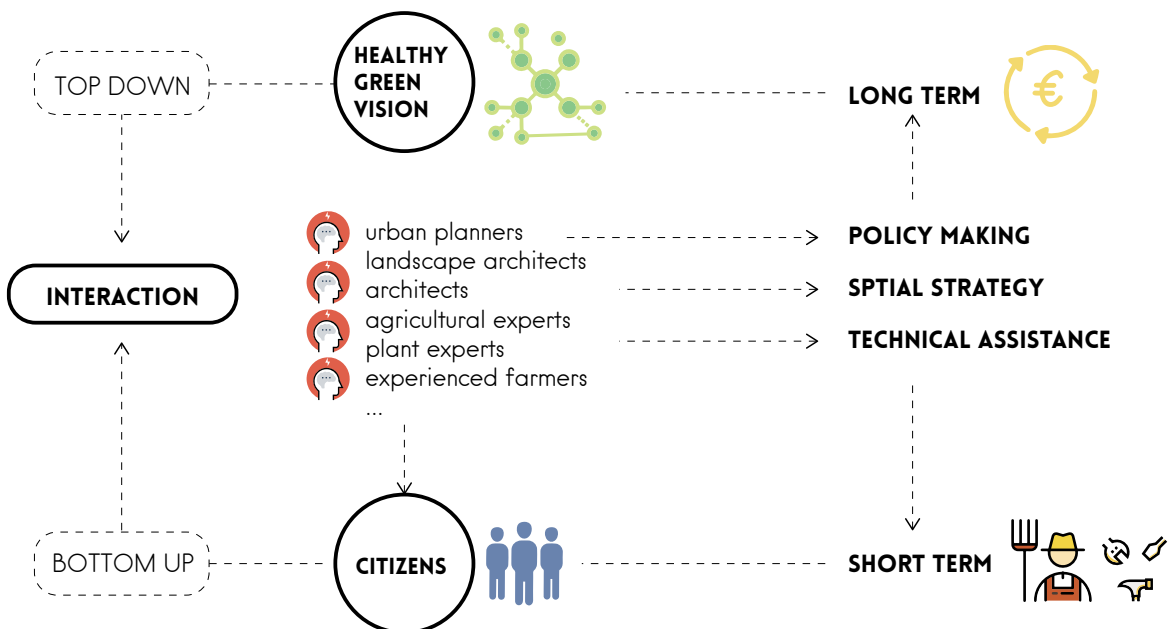 TOP DOWN
HEALTHY
GREEN
VISION
LONG TERM
€
urban planners
landscape architects
architects
agricultural experts
plant experts
experienced farmers
...
POLICY MAKING
SPTIAL STRATEGY
TECHNICAL ASSISTANCE
INTERACTION
BOTTOM UP
CITIZENS
SHORT TERM